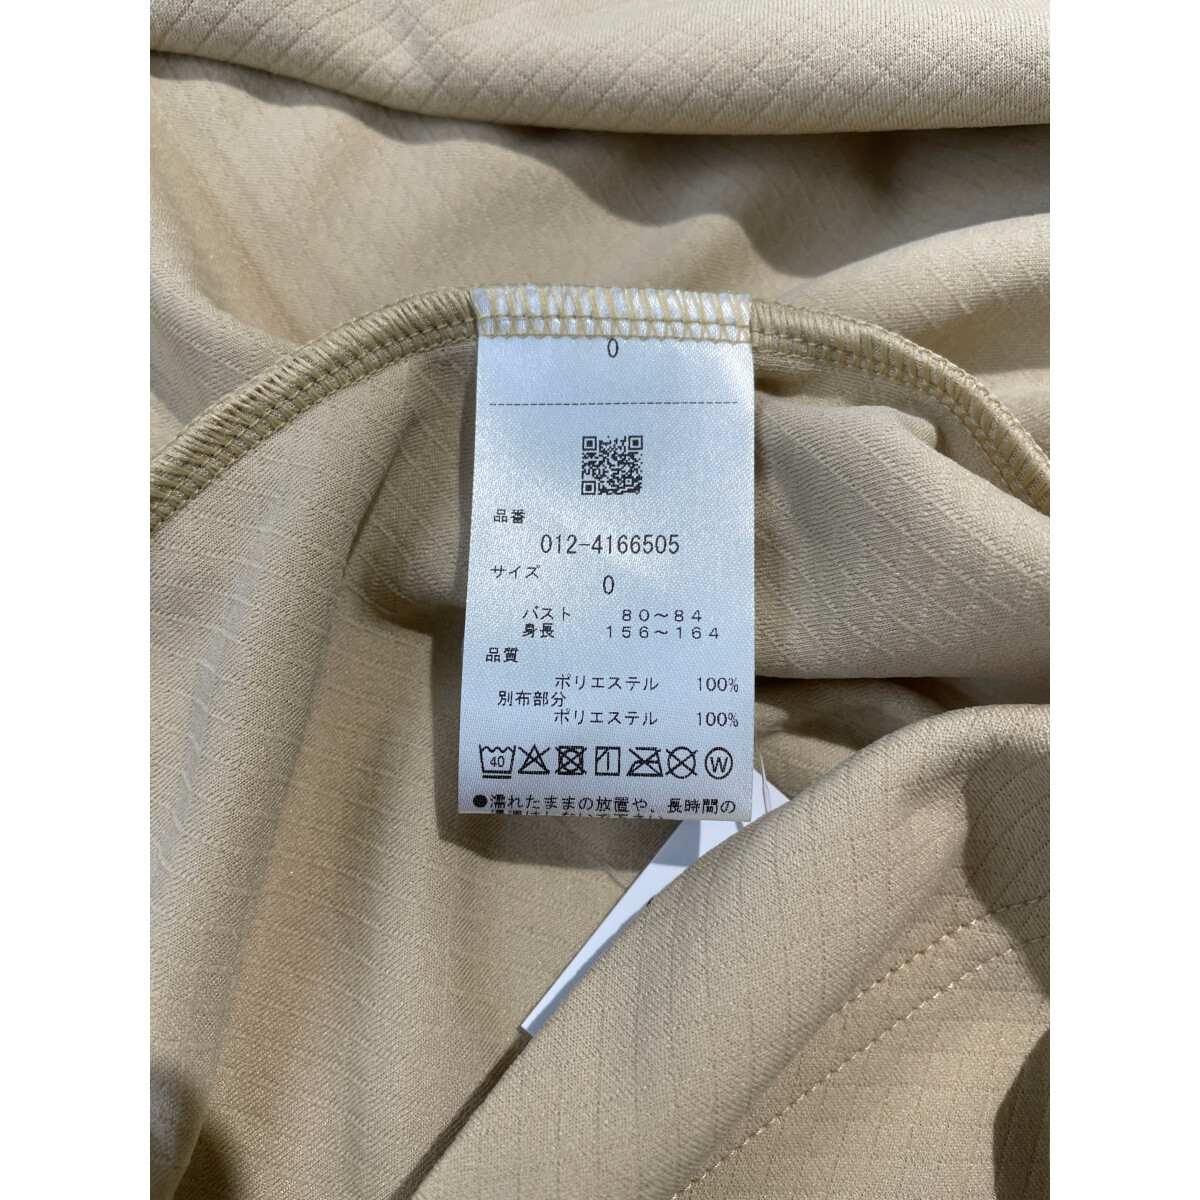 0
品番
012-4166505
サイズ
0
バスト 80～84
身長 156～164
品質
ポリエステル 100%
別布部分
ポリエステル 100%
40
W
●濡れたままの放置や、長時間の